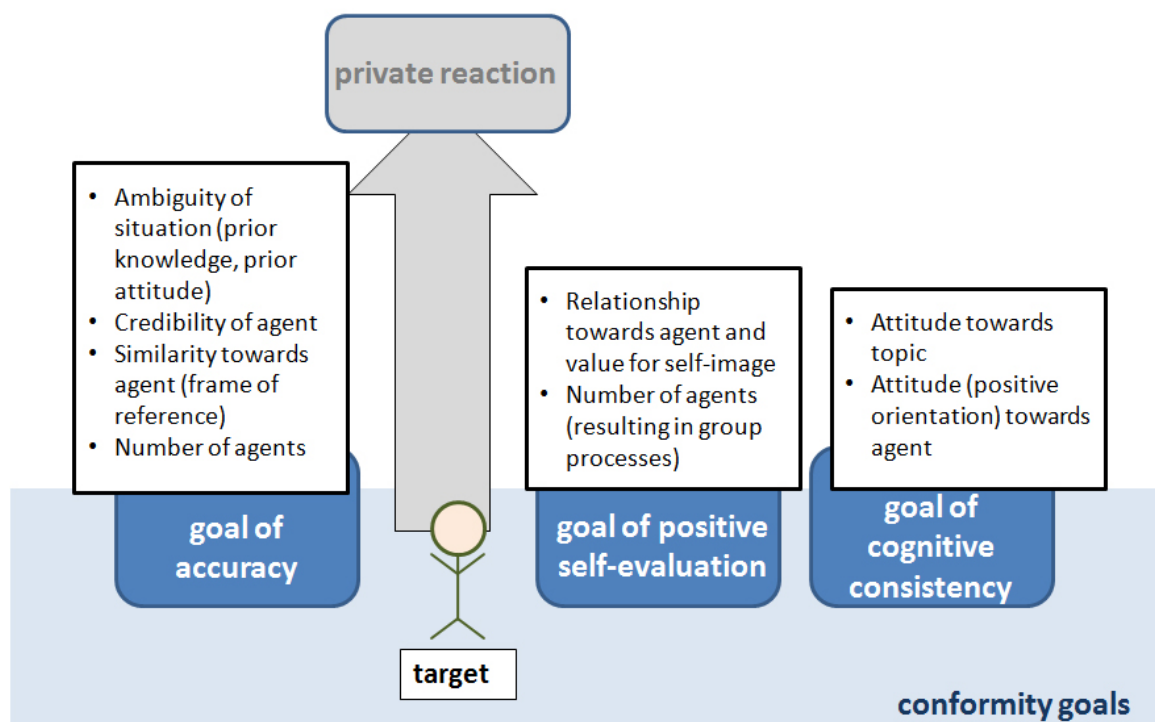 private reaction
• Ambiguity of
situation (prior
knowledge, prior
attitude)
• Credibility of agent
• Similarity towards
agent (frame of
reference)
• Number of agents
• Relationship
towards agent and
value for self-image
• Number of agents
(resulting in group
processes)
• Attitude towards
topic
• Attitude (positive
orientation) towards
agent
goal of
accuracy
goal of positive
self-evaluation
goal of
cognitive
consistency
target
conformity goals